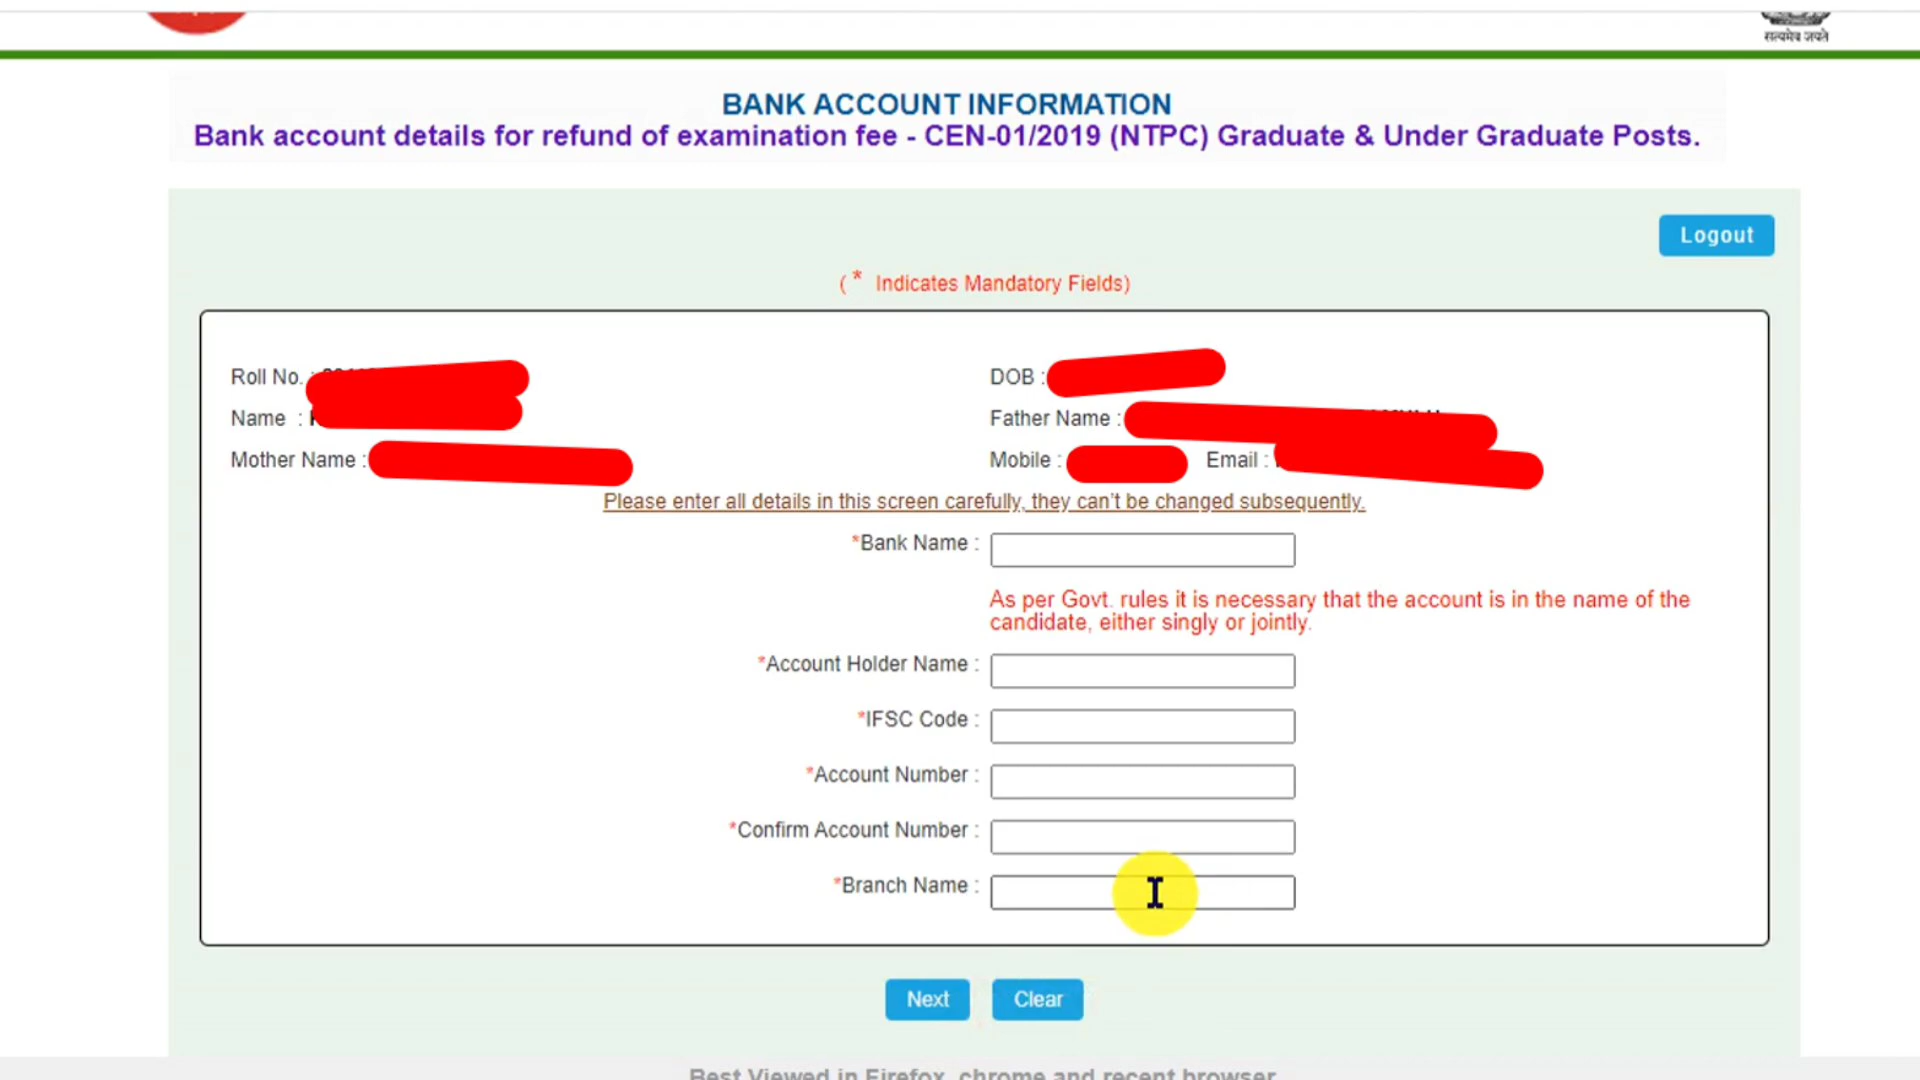 सत्यमेव जयते
BANK ACCOUNT INFORMATION
Bank account details for refund of examination fee - CEN-01/2019 (NTPC) Graduate & Under Graduate Posts.
Logout
( * Indicates Mandatory Fields)
Roll No. :
DOB :
Name :
Father Name :
Mother Name :
Mobile : Email :
Please enter all details in this screen carefully, they can't be changed subsequently.
*Bank Name :
As per Govt. rules it is necessary that the account is in the name of the
candidate, either singly or jointly.
*Account Holder Name :
*IFSC Code :
*Account Number :
*Confirm Account Number :
*Branch Name :
Next Clear
Best Viewed in Firefox, chrome and recent browser